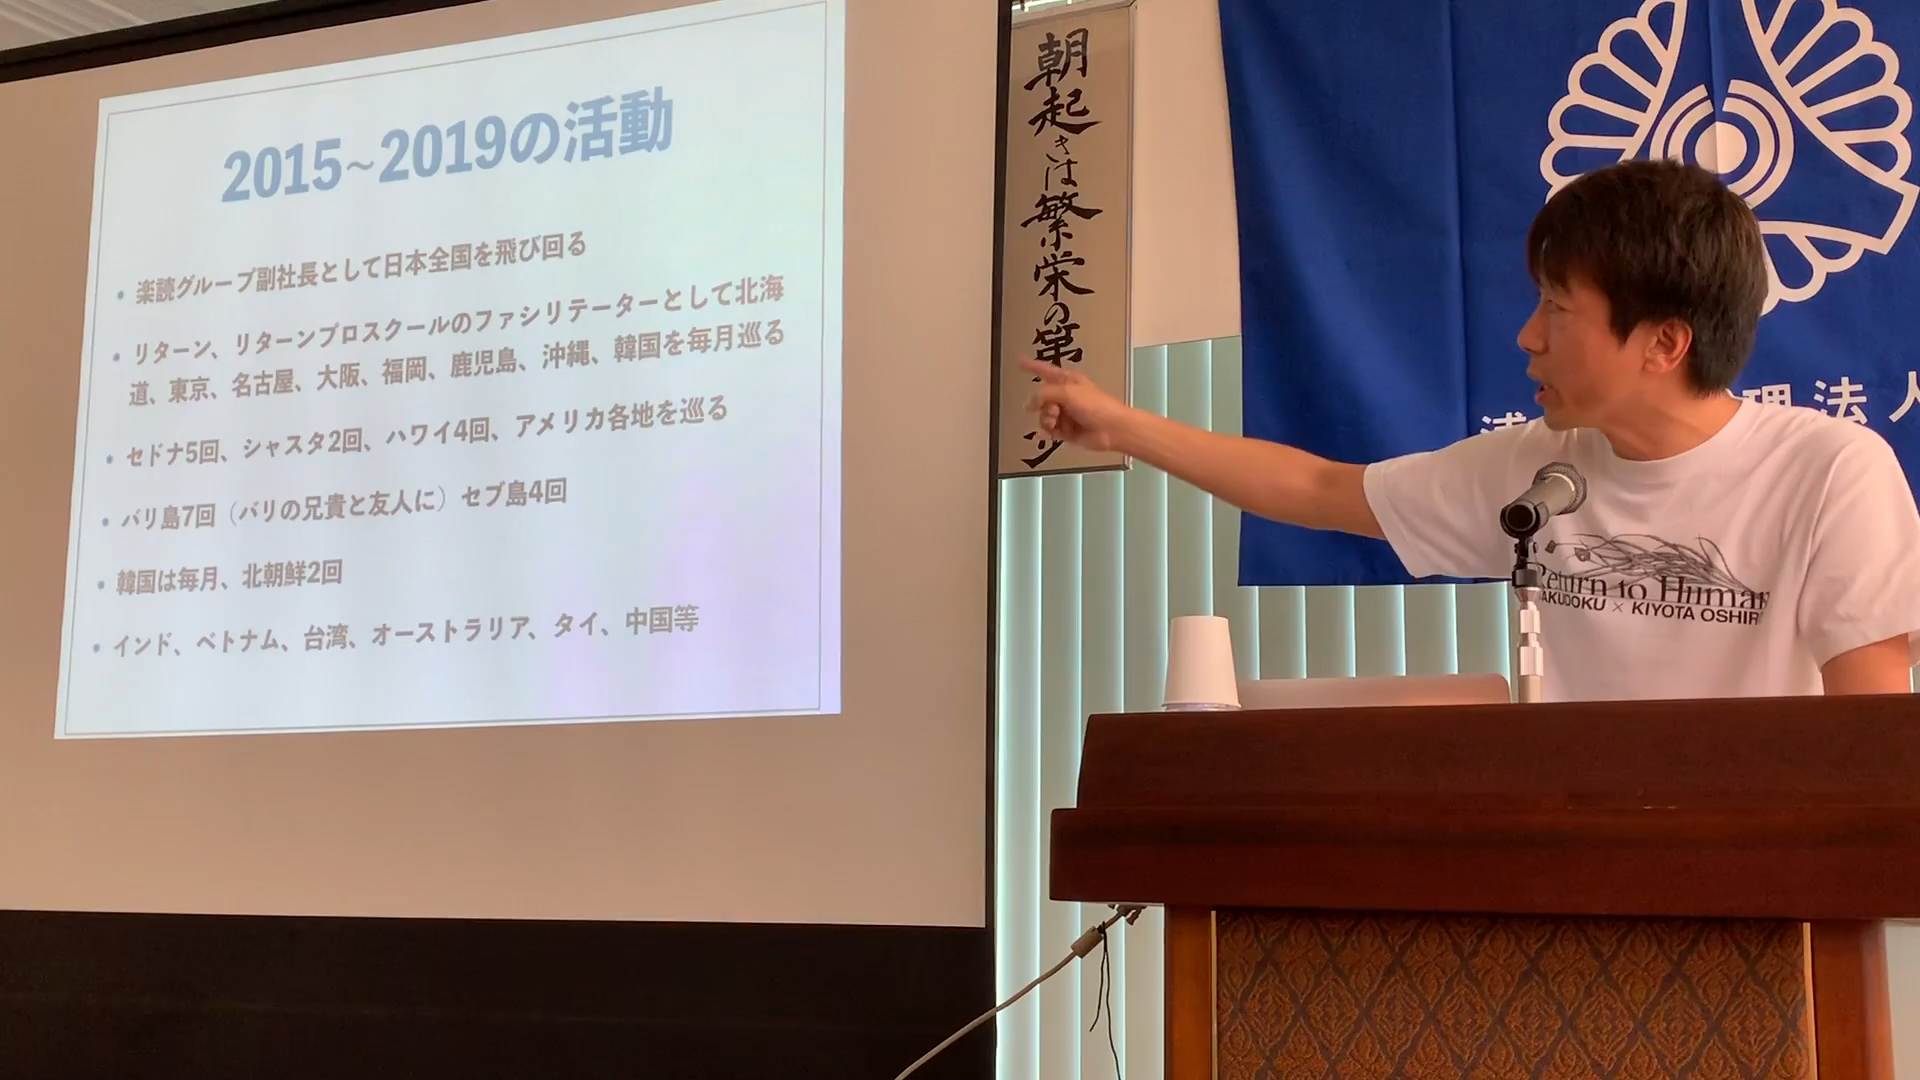 2015~2019の活動
• 楽読グループ副社長として日本全国を飛び回る
• リターン、リターンプロスクールのファシリテーターとして北海
道、東京、名古屋、大阪、福岡、鹿児島、沖縄、韓国を毎月巡る
• セドナ5回、シャスタ2回、ハワイ4回、アメリカ各地を巡る
• バリ島7回（バリの兄貴と友人に）セブ島4回
• 韓国は毎月、北朝鮮2回
• インド、ベトナム、台湾、オーストラリア、タイ、中国等
朝起きは繁栄の第
歩
理法人
Return to Human
AKUDOKU × KIYOTA OSHIR